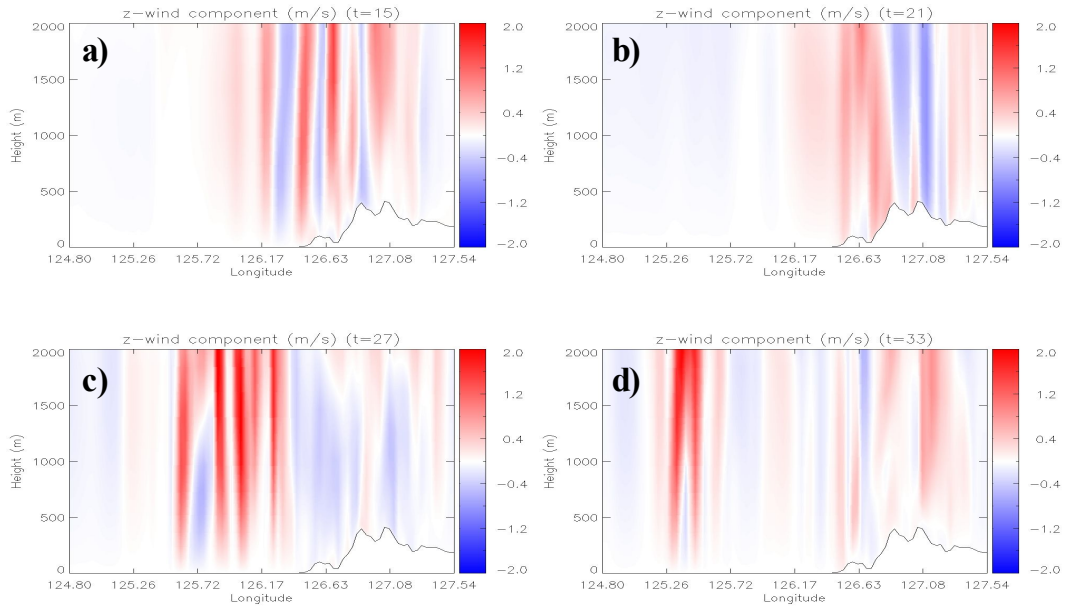 z-wind component (m/s) (t=15)
a)
2000
1500
1000
500
0
Height (m)
124.80 125.26 125.72 126.17 126.63 127.08 127.54
Longitude
2.0
1.2
0.4
-0.4
-1.2
-2.0
z-wind component (m/s) (t=21)
b)
2000
1500
1000
500
0
Height (m)
124.80 125.26 125.72 126.17 126.63 127.08 127.54
Longitude
2.0
1.2
0.4
-0.4
-1.2
-2.0
z-wind component (m/s) (t=27)
c)
2000
1500
1000
500
0
Height (m)
124.80 125.26 125.72 126.17 126.63 127.08 127.54
Longitude
2.0
1.2
0.4
-0.4
-1.2
-2.0
z-wind component (m/s) (t=33)
d)
2000
1500
1000
500
0
Height (m)
124.80 125.26 125.72 126.17 126.63 127.08 127.54
Longitude
2.0
1.2
0.4
-0.4
-1.2
-2.0